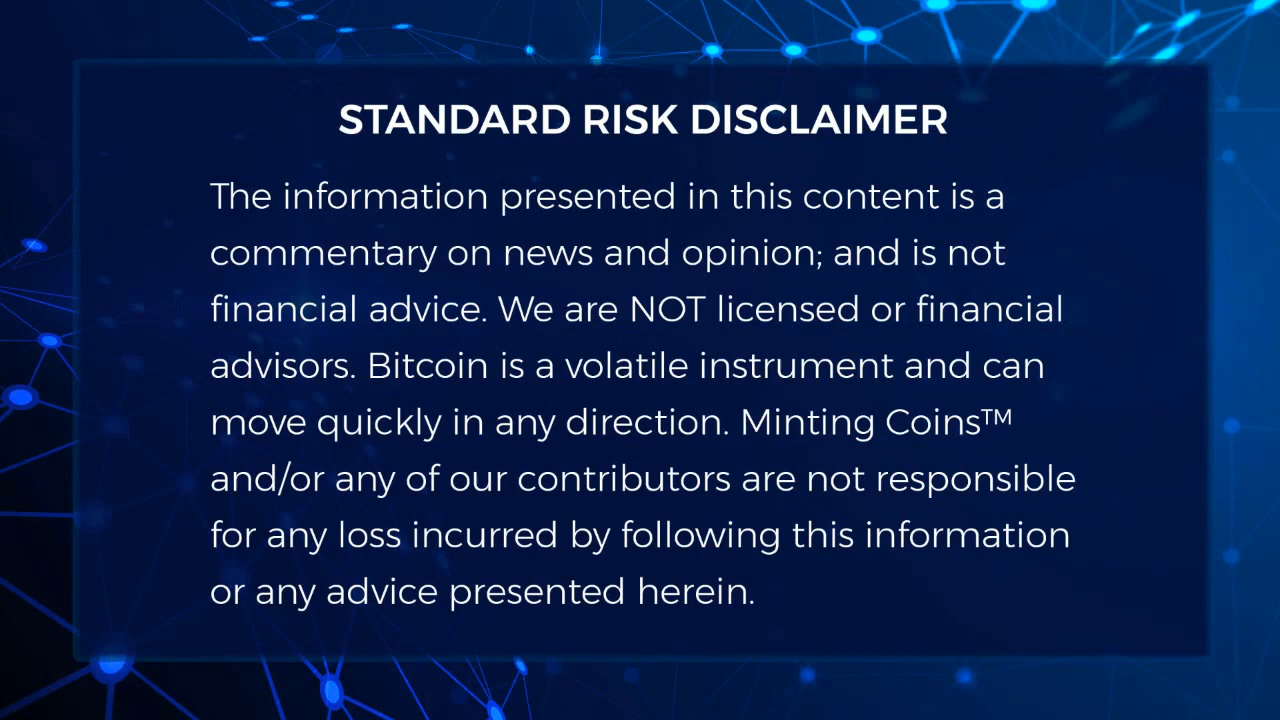 STANDARD RISK DISCLAIMER
The information presented in this content is a
commentary on news and opinion; and is not
financial advice. We are NOT licensed or financial
advisors. Bitcoin is a volatile instrument and can
move quickly in any direction. Minting Coins™
and/or any of our contributors are not responsible
for any loss incurred by following this information
or any advice presented herein.